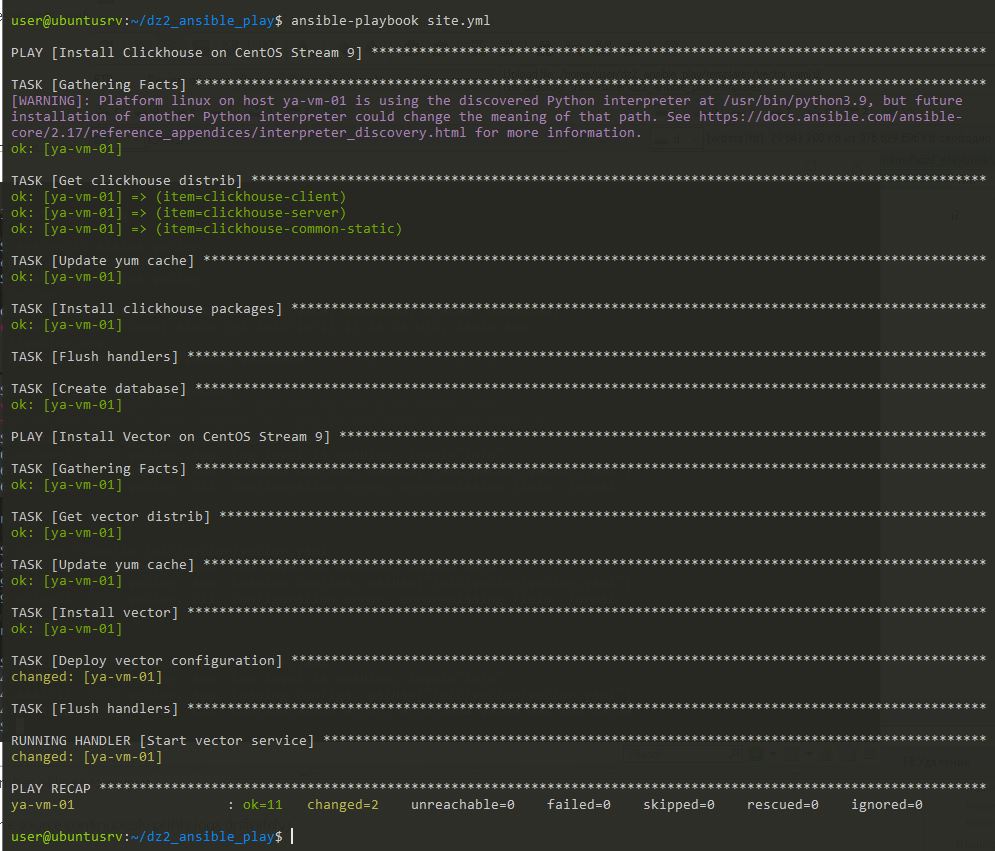 user@ubuntusrv:~/dz2_ansible_play$ ansible-playbook site.yml
PLAY [Install Clickhouse on CentOS Stream 9] *****************************************************************************
TASK [Gathering Facts] ***************************************************************************************************
[WARNING]: Platform linux on host ya-vm-01 is using the discovered Python interpreter at /usr/bin/python3.9, but future
installation of another Python interpreter could change the meaning of that path. See https://docs.ansible.com/ansible-
core/2.17/reference_appendices/interpreter_discovery.html for more information.
ok: [ya-vm-01]
TASK [Get clickhouse distrib] ********************************************************************************************
ok: [ya-vm-01] => (item=clickhouse-client)
ok: [ya-vm-01] => (item=clickhouse-server)
ok: [ya-vm-01] => (item=clickhouse-common-static)
TASK [Update yum cache] **************************************************************************************************
ok: [ya-vm-01]
TASK [Install clickhouse packages] ***************************************************************************************
ok: [ya-vm-01]
TASK [Flush handlers] ****************************************************************************************************
TASK [Create database] ***************************************************************************************************
ok: [ya-vm-01]
PLAY [Install Vector on CentOS Stream 9] *********************************************************************************
TASK [Gathering Facts] ***************************************************************************************************
ok: [ya-vm-01]
TASK [Get vector distrib] ************************************************************************************************
ok: [ya-vm-01]
TASK [Update yum cache] **************************************************************************************************
ok: [ya-vm-01]
TASK [Install vector] ****************************************************************************************************
ok: [ya-vm-01]
TASK [Deploy vector configuration] ***************************************************************************************
changed: [ya-vm-01]
TASK [Flush handlers] ****************************************************************************************************
RUNNING HANDLER [Start vector service] ***********************************************************************************
changed: [ya-vm-01]
PLAY RECAP ***************************************************************************************************************
ya-vm-01                   : ok=11   changed=2    unreachable=0    failed=0    skipped=0    rescued=0    ignored=0
user@ubuntusrv:~/dz2_ansible_play$